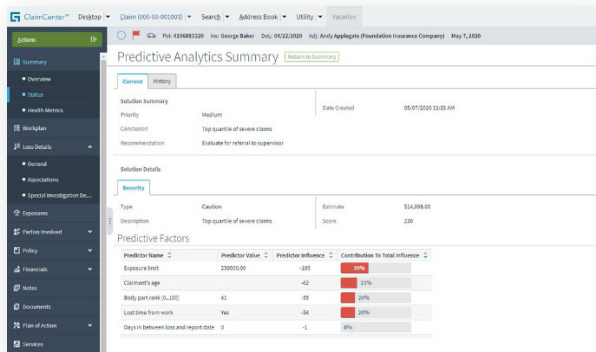 ClaimCenter™ Desktop Claim (000-00-001003) Search Address Book Utility Vacation
Actions
Pol: 4356983320 Ins: George Baker DoL: 04/22/2020 Adj: Andy Applegate (Foundation Insurance Company) May 7, 2020
Summary
Overview
Status
Health Metrics
Workplan
Loss Details
General
Associations
Special Investigation De...
Exposures
Parties Involved
Policy
Financials
Notes
Documents
Plan of Action
Services
Predictive Analytics Summary Return to Summary
Current History
Solution Summary
Priority Medium
Conclusion Top quartile of severe claims
Recommendation Evaluate for referral to supervisor
Date Created 05/07/2020 11:33 AM
Solution Details
Severity
Type Caution
Description Top quartile of severe claims
Estimate $14,898.00
Score 230
Predictive Factors
Predictor Name Predictor Value Predictor Influence Contribution To Total Influence
Exposure limit 250000.00 -105 39%
Claimant's age -62 23%
Body part rank (0..100) 41 -55 20%
Lost time from work Yes -54 20%
Days in between loss and report date 0 -1 0%